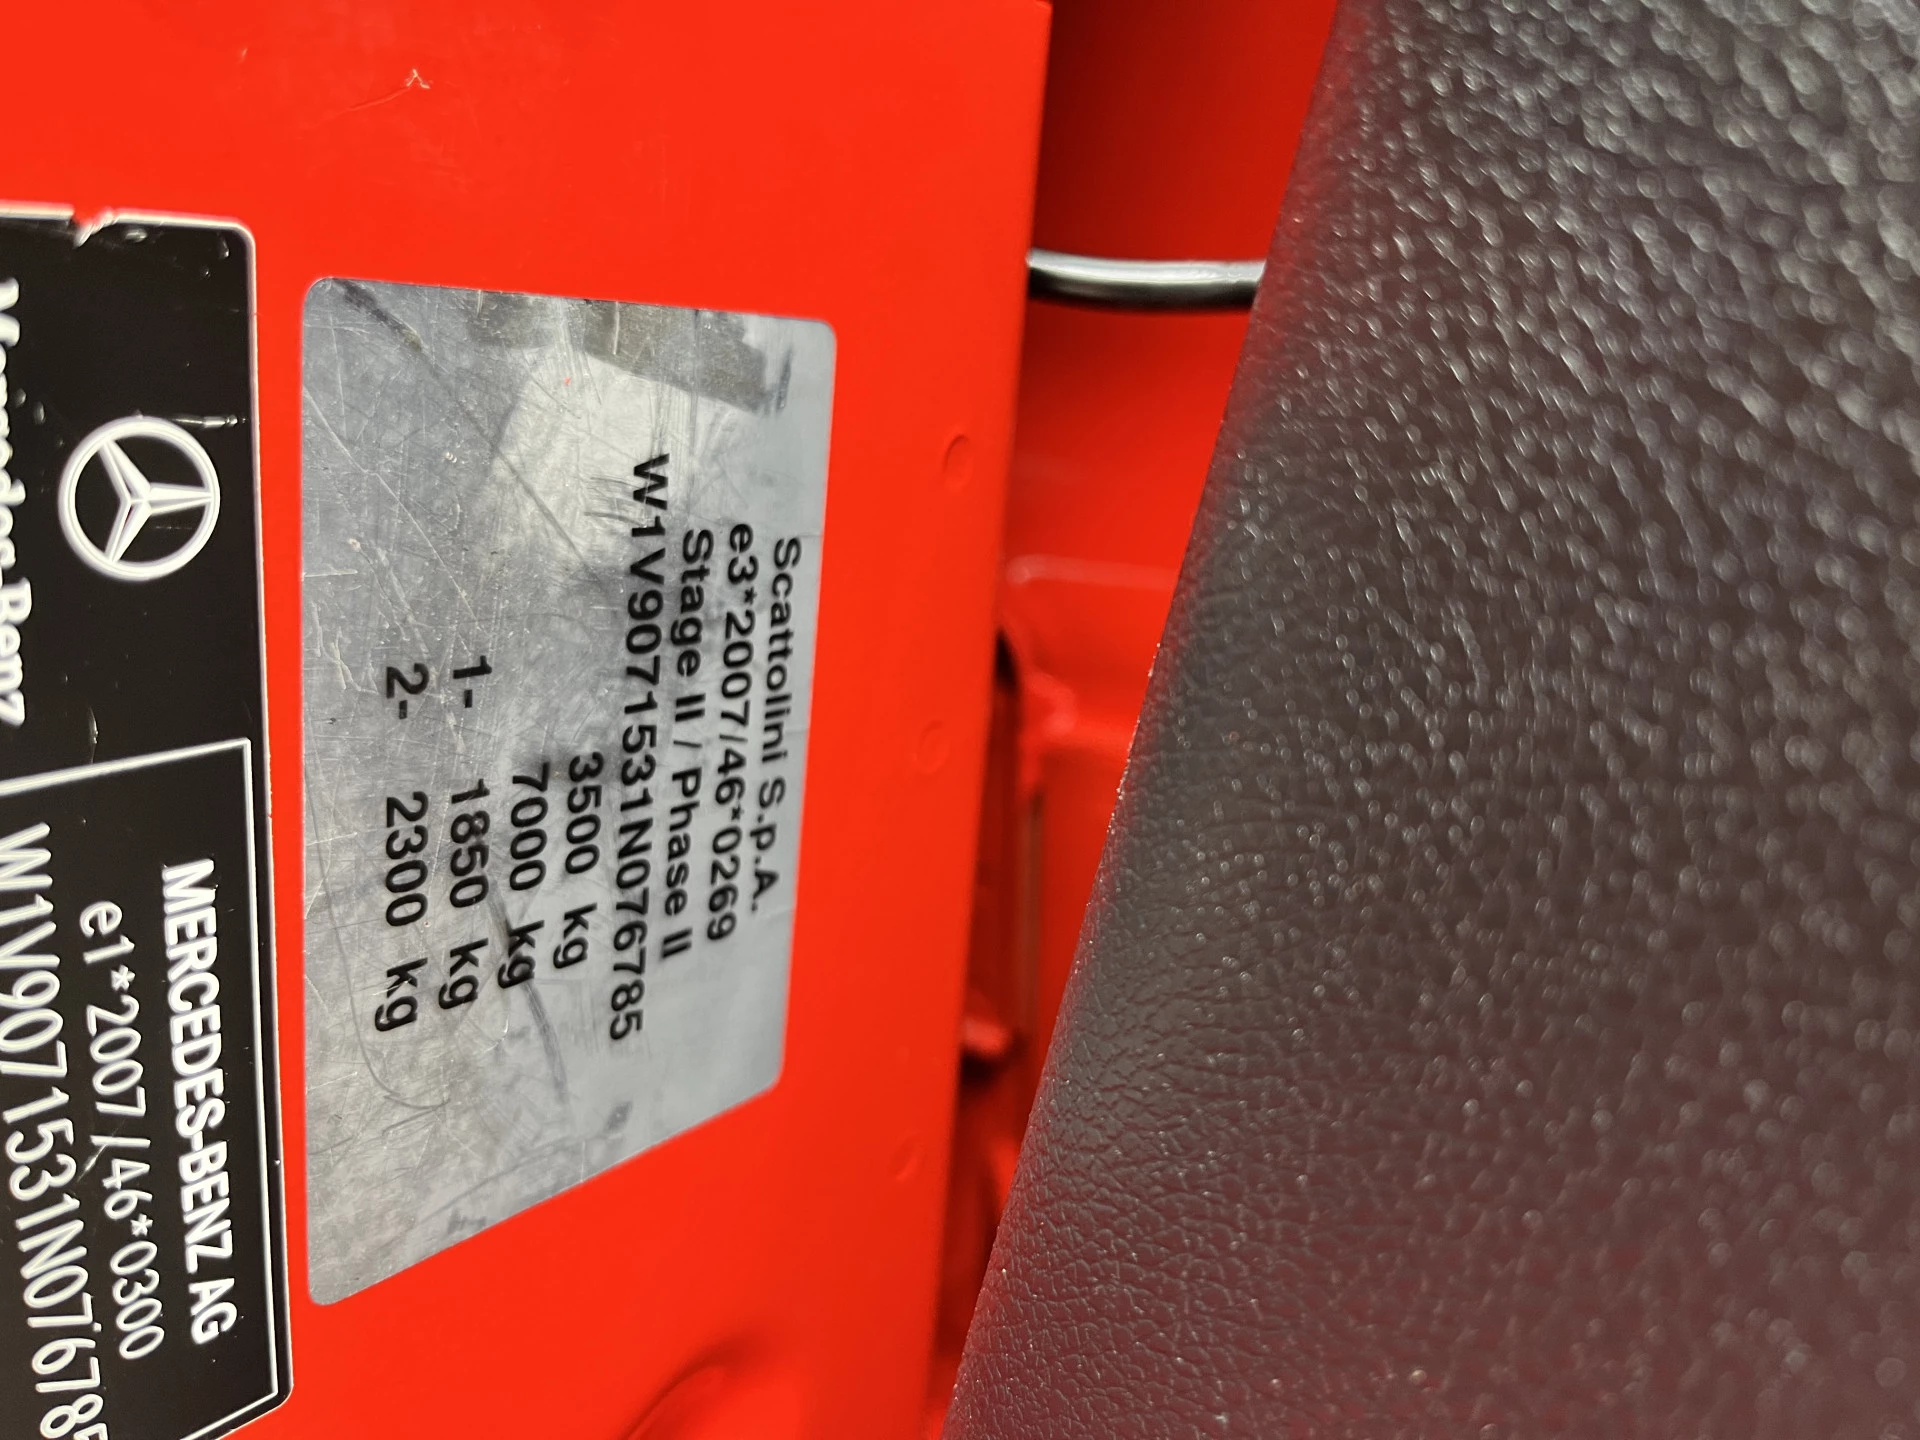 Scattolini S.p.A.
e3*2007/46*0269
Stage II / Phase II
W1V9071531N076785
3500 kg
7000 kg
1- 1850 kg
2- 2300 kg
MERCEDES-BENZ AG
e1*2007/46*0300
W1V9071531N076785
Mercedes-Benz